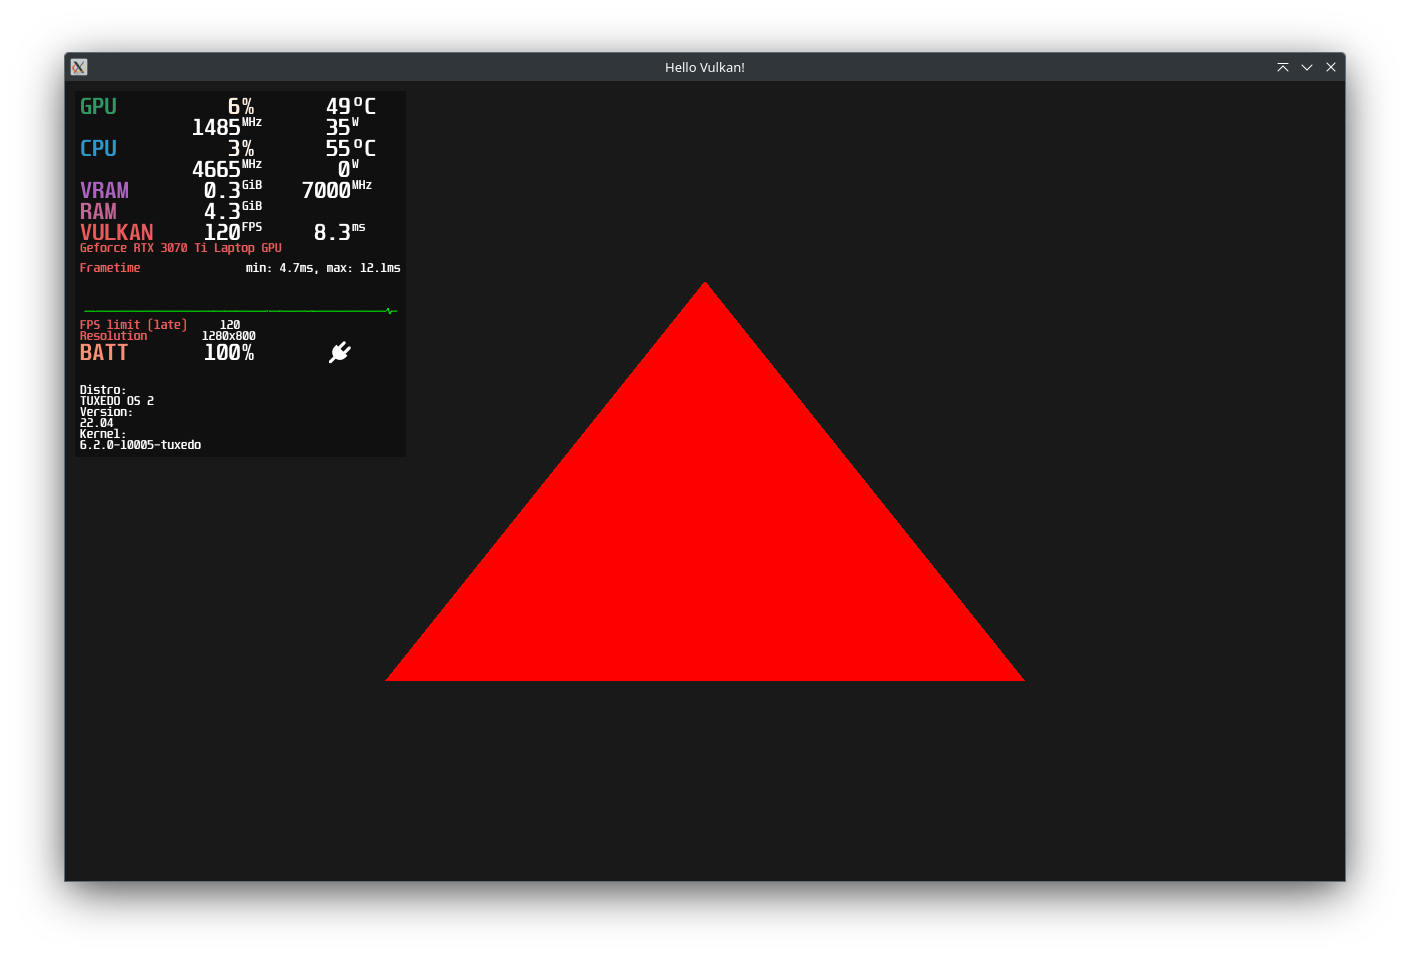 Hello Vulkan!
GPU 6% 49°C
1485MHz 35W
CPU 3% 55°C
4665MHz 0W
VRAM 0.3GiB 7000MHz
RAM 4.3GiB
VULKAN 120FPS 8.3ms
Geforce RTX 3070 Ti Laptop GPU
Frametime min: 4.7ms, max: 12.1ms
FPS limit (late) 120
Resolution 1280x800
BATT 100%
Distro:
TUXEDO OS 2
Version:
22.04
Kernel:
6.2.0-10005-tuxedo